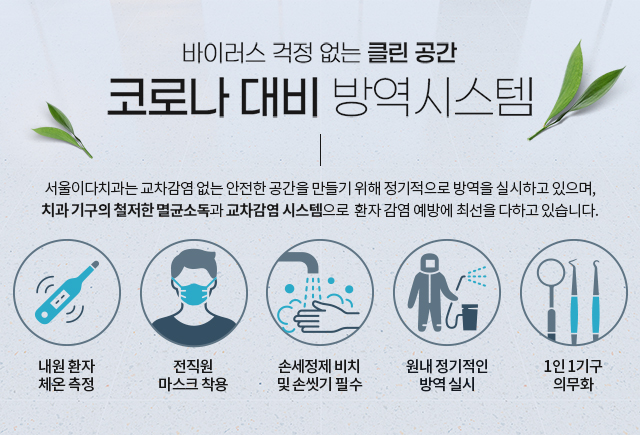 바이러스 걱정 없는 클린 공간
코로나 대비 방역시스템
서울이다치과는 교차감염 없는 안전한 공간을 만들기 위해 정기적으로 방역을 실시하고 있으며,
치과 기구의 철저한 멸균소독과 교차감염 시스템으로 환자 감염 예방에 최선을 다하고 있습니다.
내원 환자
체온 측정
전직원
마스크 착용
손세정제 비치
및 손씻기 필수
원내 정기적인
방역 실시
1인 1기구
의무화